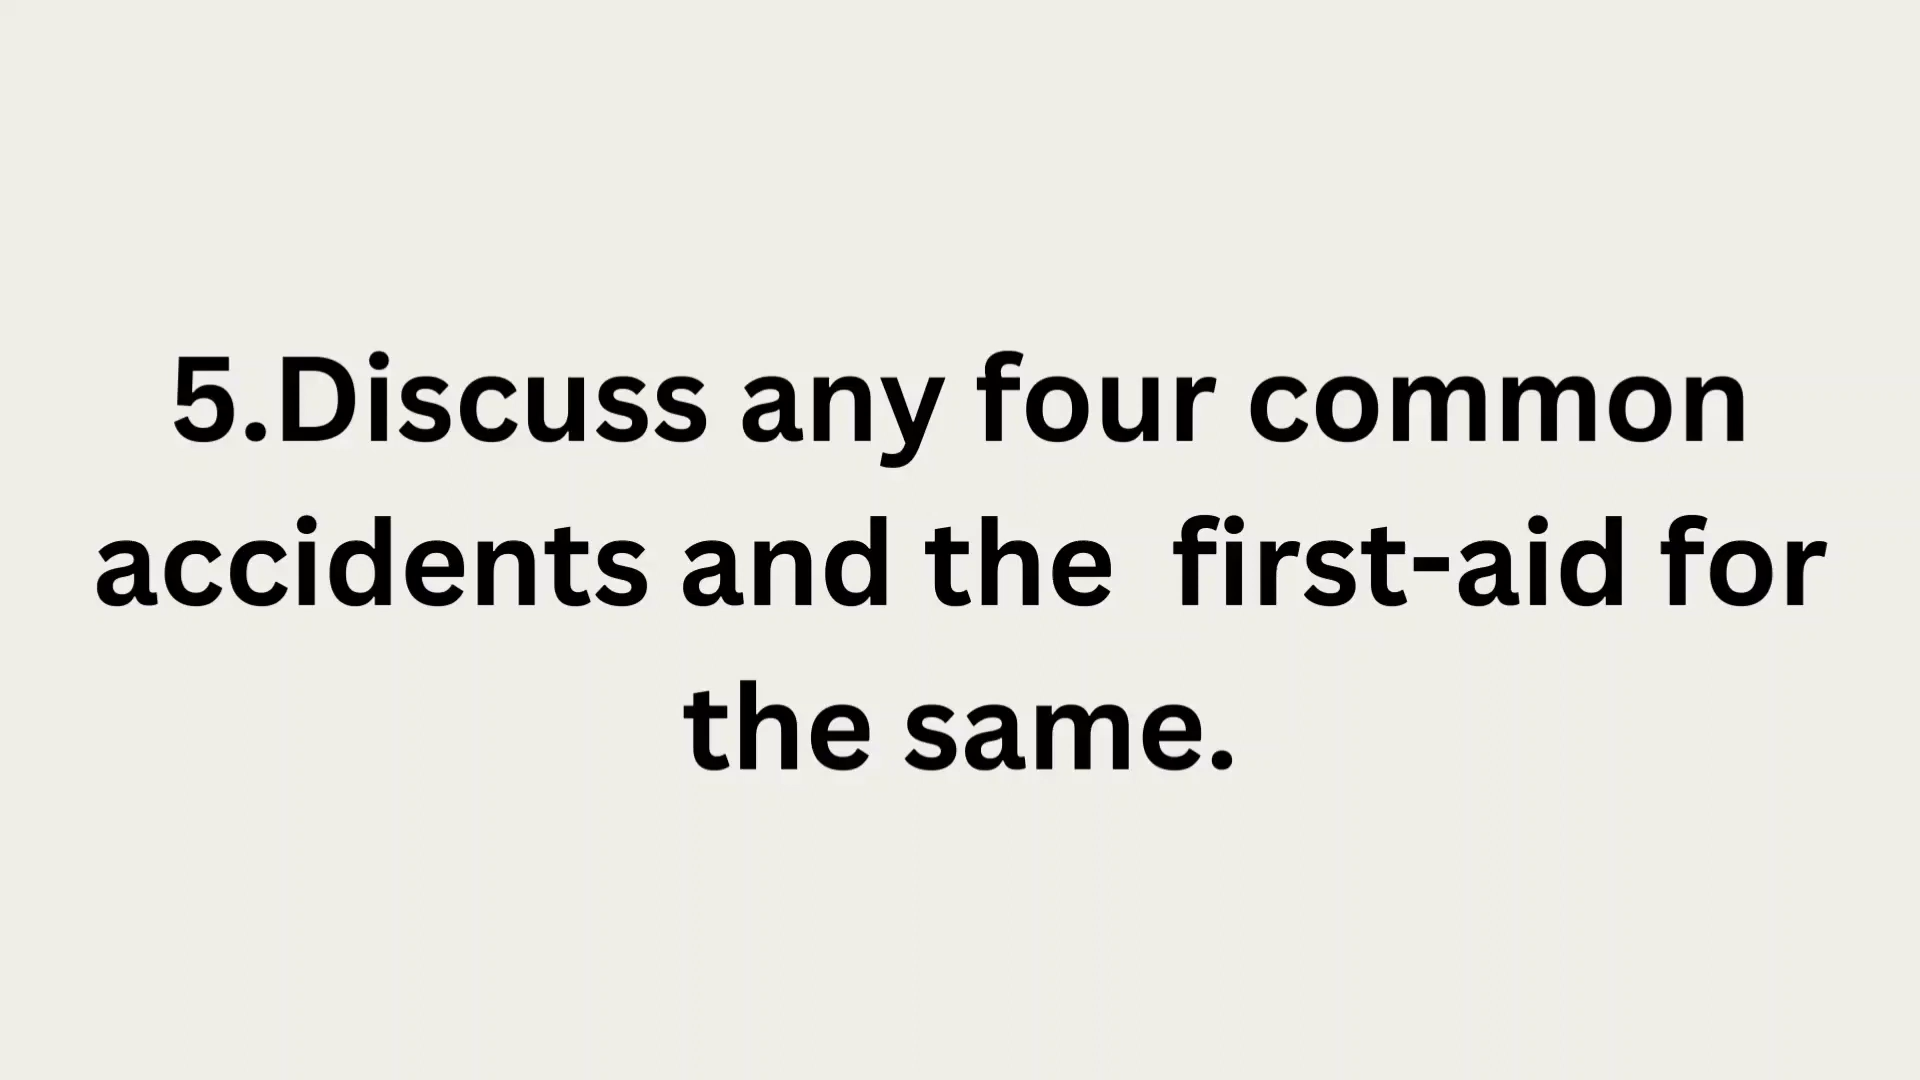 5.Discuss any four common
accidents and the  first-aid for
the same.